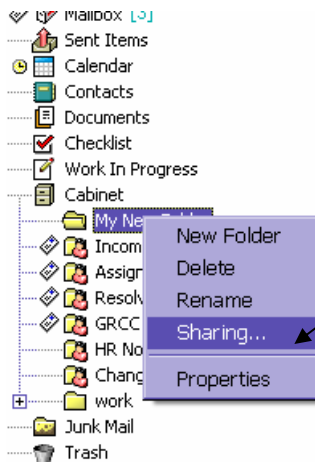 Mailbox [3]
Sent Items
Calendar
Contacts
Documents
Checklist
Work In Progress
Cabinet
My Ne
Incom
Assign
Resolv
GRCC
HR No
Chang
work
Junk Mail
Trash
New Folder
Delete
Rename
Sharing...
Properties